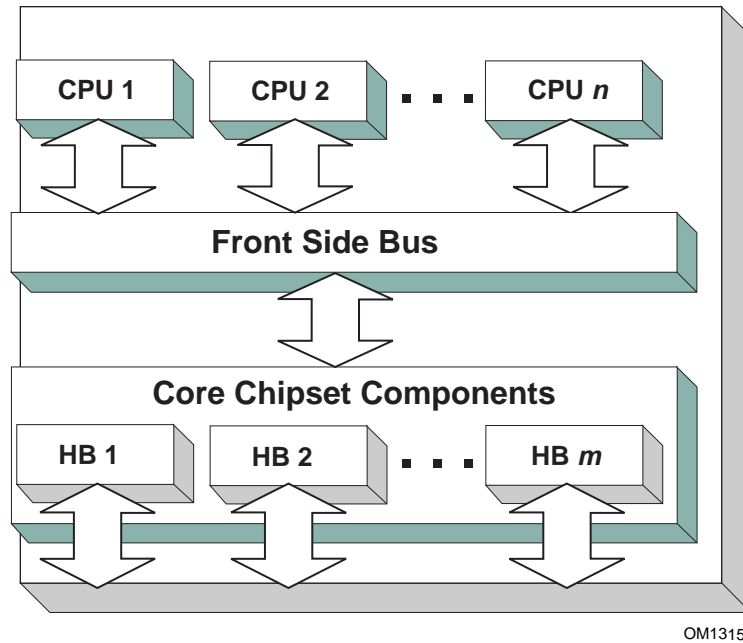 CPU 1 CPU 2 . . . CPU n
Front Side Bus
Core Chipset Components
HB 1 HB 2 . . . HB m
OM1315